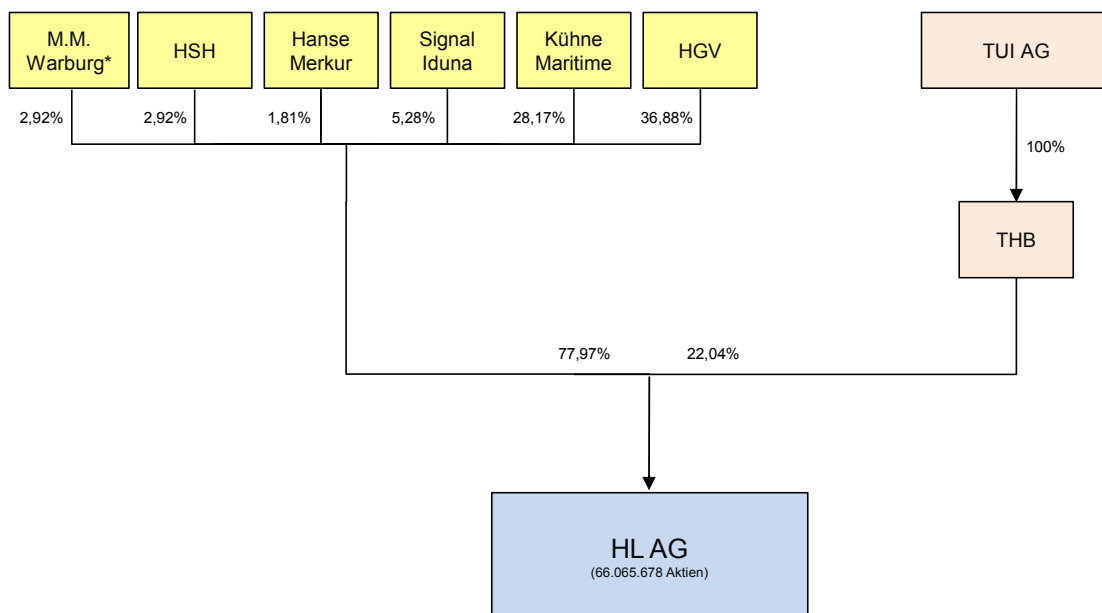 M.M.
Warburg*
HSH
Hanse
Merkur
Signal
Iduna
Kühne
Maritime
HGV
TUI AG
2,92%
2,92%
1,81%
5,28%
28,17%
36,88%
100%
THB
77,97%
22,04%
HL AG
(66.065.678 Aktien)